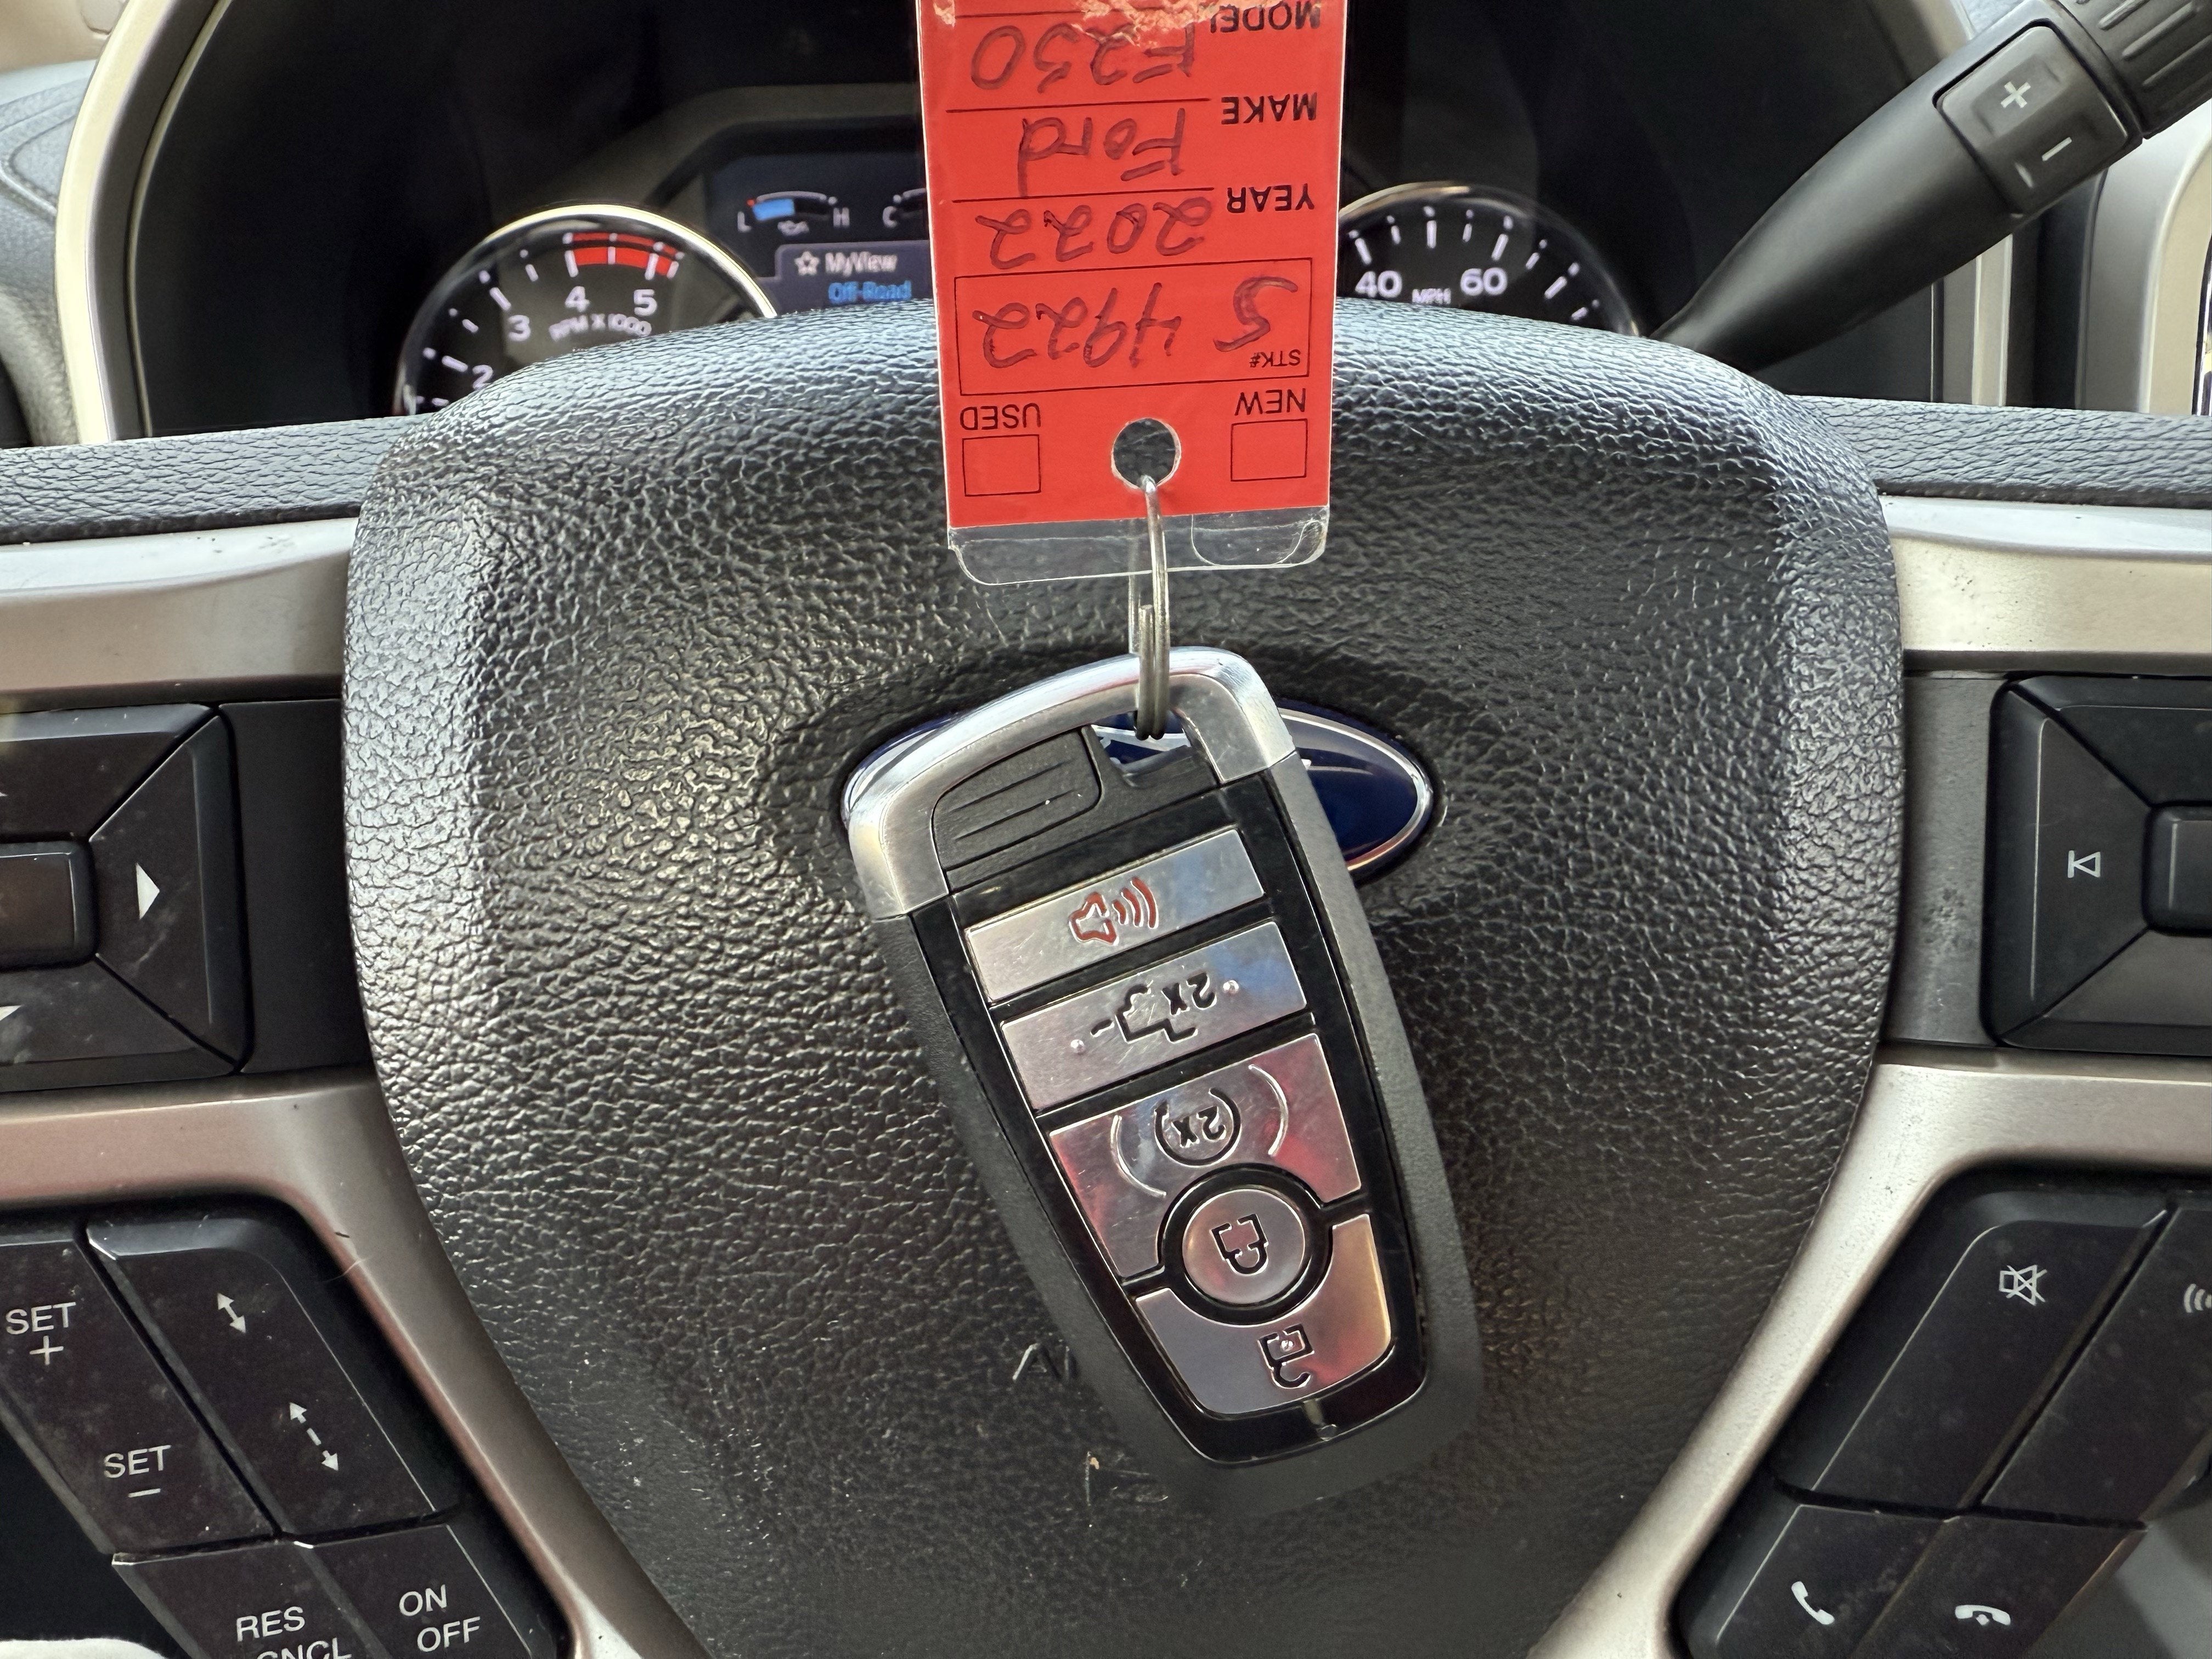 NEW USED
STK# S 4922
YEAR 2022
MAKE Ford
MODEL F250
L H C
MyView
Off-Road
2 3 4 5
RPM X 1000
40 60
MPH
+
−
2x
2x
SET
+
SET
−
RES
CNCL
ON
OFF